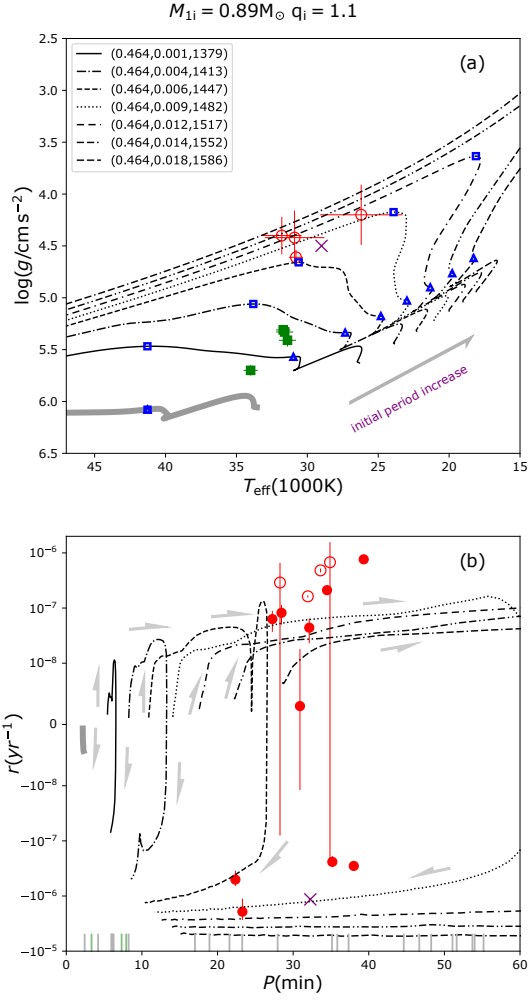 M₁ᵢ = 0.89M☉ qᵢ = 1.1
(a)
(0.464,0.001,1379)
(0.464,0.004,1413)
(0.464,0.006,1447)
(0.464,0.009,1482)
(0.464,0.012,1517)
(0.464,0.014,1552)
(0.464,0.018,1586)
log(g/cm s⁻²)
2.5
3.0
3.5
4.0
4.5
5.0
5.5
6.0
6.5
initial period increase
45 40 35 30 25 20 15
T_eff(1000K)
(b)
r(yr⁻¹)
10⁻⁶
10⁻⁷
10⁻⁸
0
−10⁻⁸
−10⁻⁷
−10⁻⁶
−10⁻⁵
0 10 20 30 40 50 60
P(min)